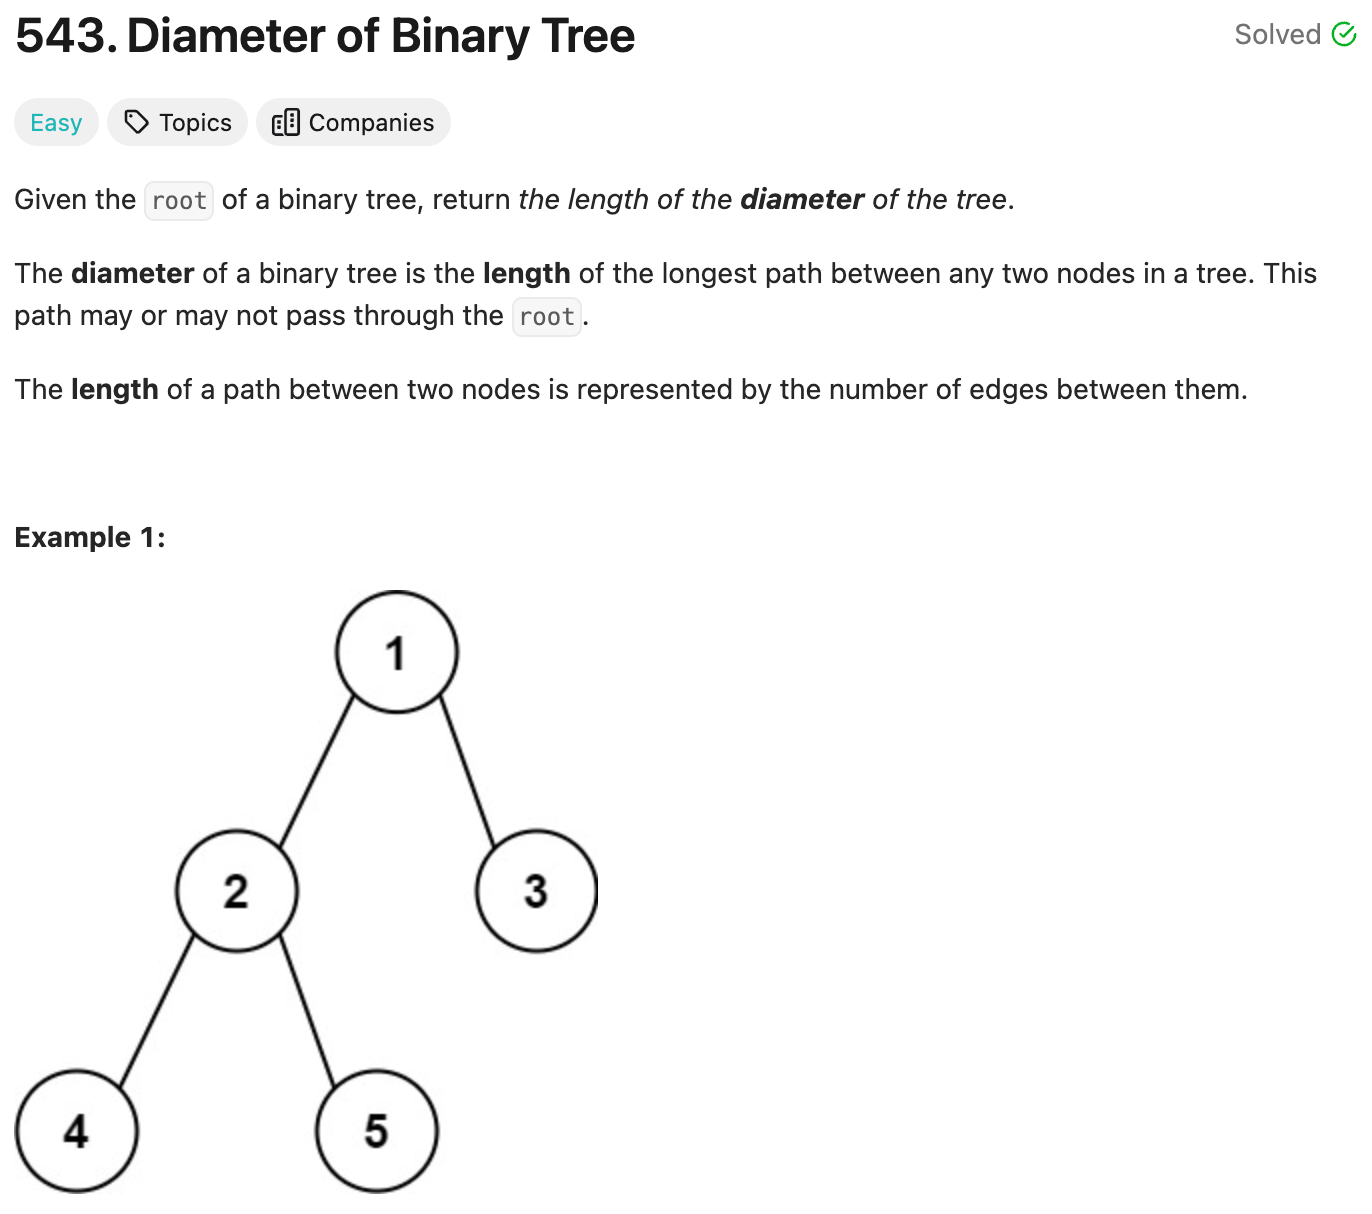 543. Diameter of Binary Tree
Solved
Easy Topics Companies
Given the root of a binary tree, return the length of the diameter of the tree.
The diameter of a binary tree is the length of the longest path between any two nodes in a tree. This
path may or may not pass through the root.
The length of a path between two nodes is represented by the number of edges between them.
Example 1:
1
2
3
4
5